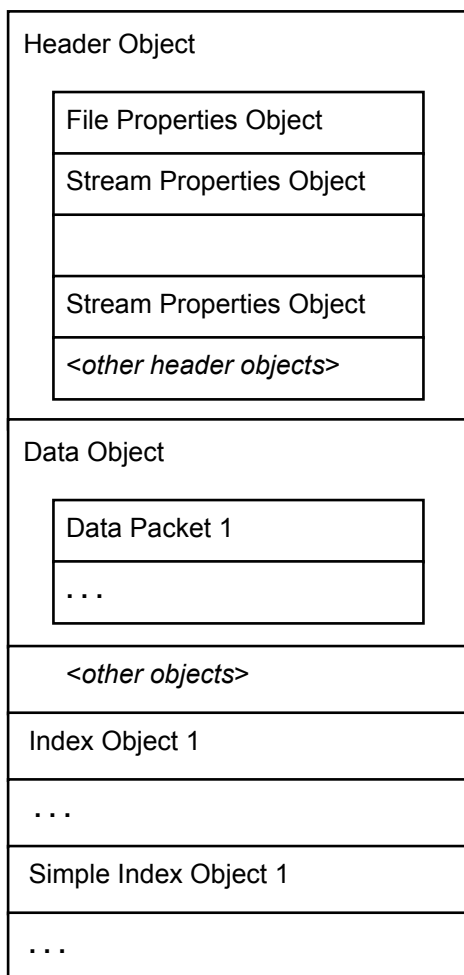 Header Object
File Properties Object
Stream Properties Object
Stream Properties Object
<other header objects>
Data Object
Data Packet 1
. . .
<other objects>
Index Object 1
. . .
Simple Index Object 1
. . .